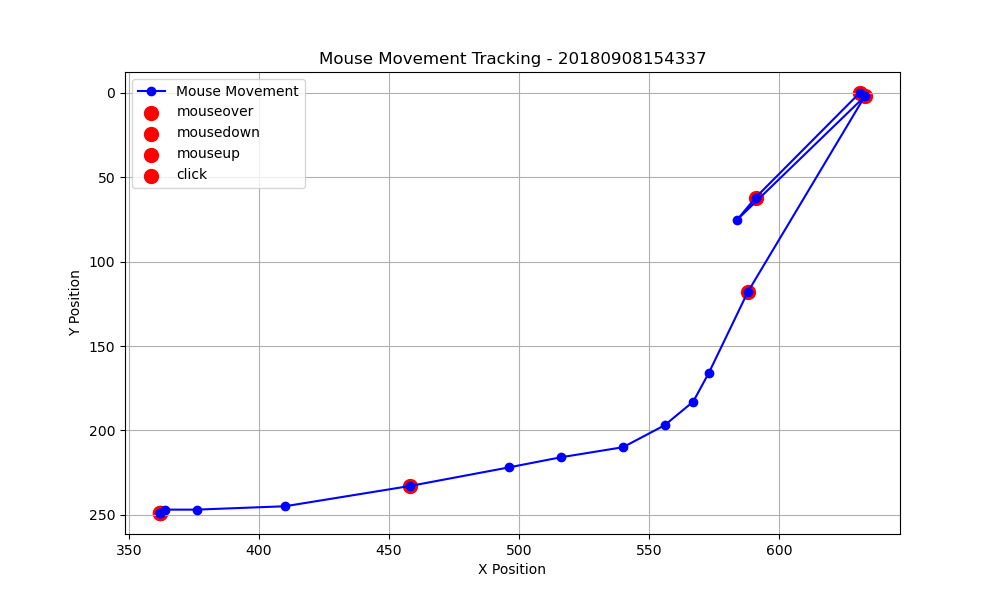 Mouse Movement Tracking - 20180908154337
Mouse Movement
mouseover
mousedown
mouseup
click
0
50
100
150
200
250
Y Position
350
400
450
500
550
600
X Position